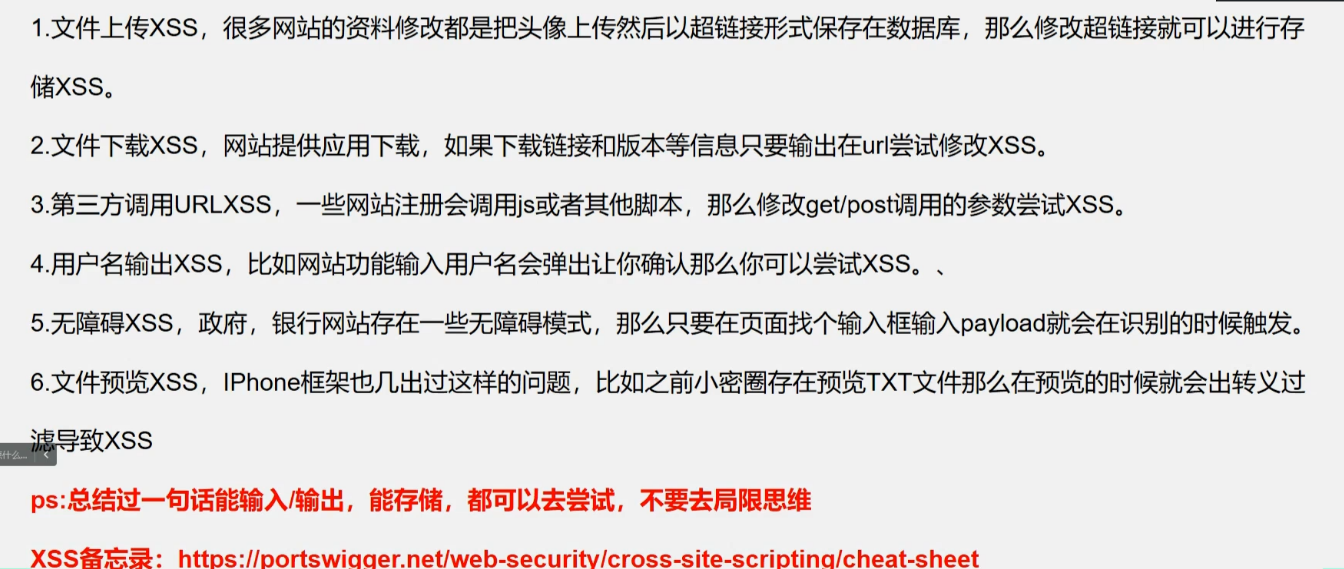 1.文件上传XSS，很多网站的资料修改都是把头像上传然后以超链接形式保存在数据库，那么修改超链接就可以进行存
储XSS。
2.文件下载XSS，网站提供应用下载，如果下载链接和版本等信息只要输出在url尝试修改XSS。
3.第三方调用URLXSS，一些网站注册会调用js或者其他脚本，那么修改get/post调用的参数尝试XSS。
4.用户名输出XSS，比如网站功能输入用户名会弹出让你确认那么你可以尝试XSS。、
5.无障碍XSS，政府，银行网站存在一些无障碍模式，那么只要在页面找个输入框输入payload就会在识别的时候触发。
6.文件预览XSS，IPhone框架也几出过这样的问题，比如之前小密圈存在预览TXT文件那么在预览的时候就会出转义过
滤导致XSS
什么...
ps:总结过一句话能输入/输出，能存储，都可以去尝试，不要去局限思维
XSS备忘录：https://portswigger.net/web-security/cross-site-scripting/cheat-sheet